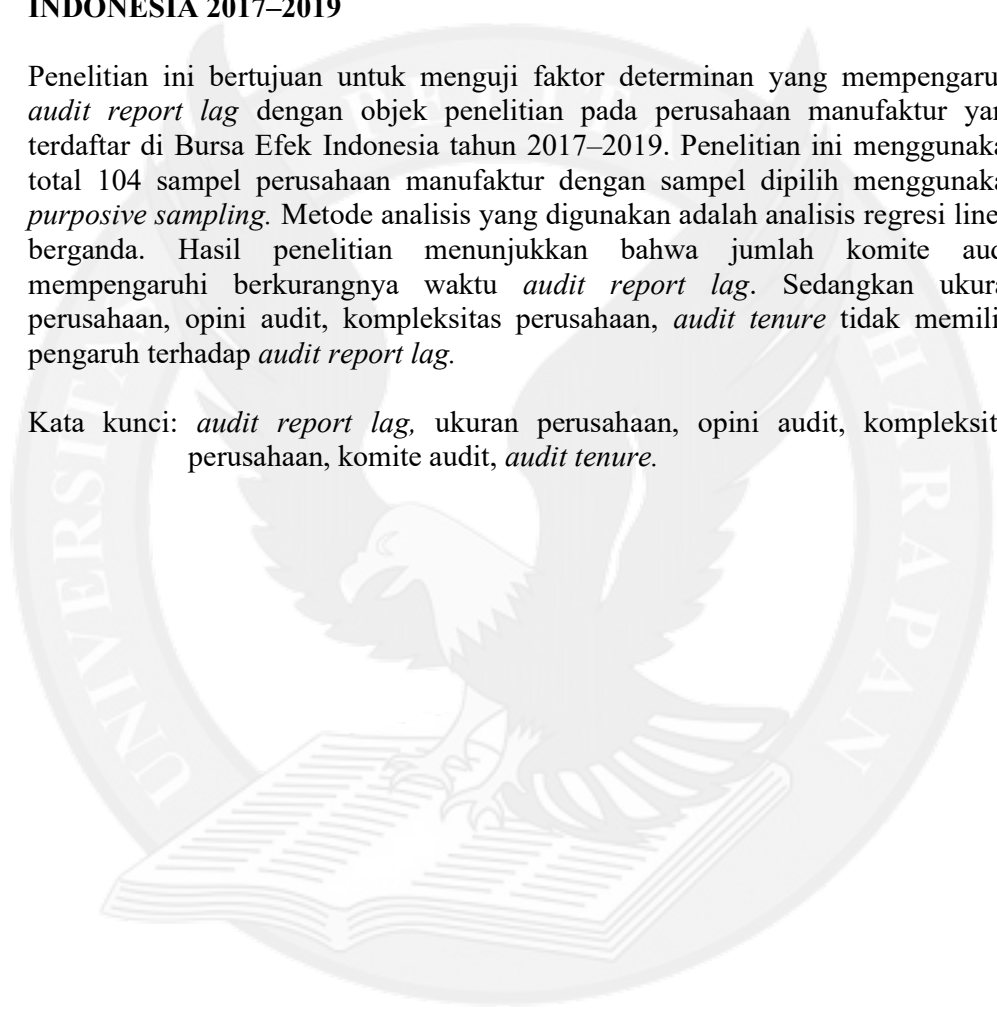 INDONESIA 2017–2019
Penelitian ini bertujuan untuk menguji faktor determinan yang mempengaru
audit report lag dengan objek penelitian pada perusahaan manufaktur yan
terdaftar di Bursa Efek Indonesia tahun 2017–2019. Penelitian ini menggunaka
total 104 sampel perusahaan manufaktur dengan sampel dipilih menggunaka
purposive sampling. Metode analisis yang digunakan adalah analisis regresi line
berganda. Hasil penelitian menunjukkan bahwa jumlah komite aud
mempengaruhi berkurangnya waktu audit report lag. Sedangkan ukura
perusahaan, opini audit, kompleksitas perusahaan, audit tenure tidak memili
pengaruh terhadap audit report lag.
Kata kunci: audit report lag, ukuran perusahaan, opini audit, kompleksit
perusahaan, komite audit, audit tenure.